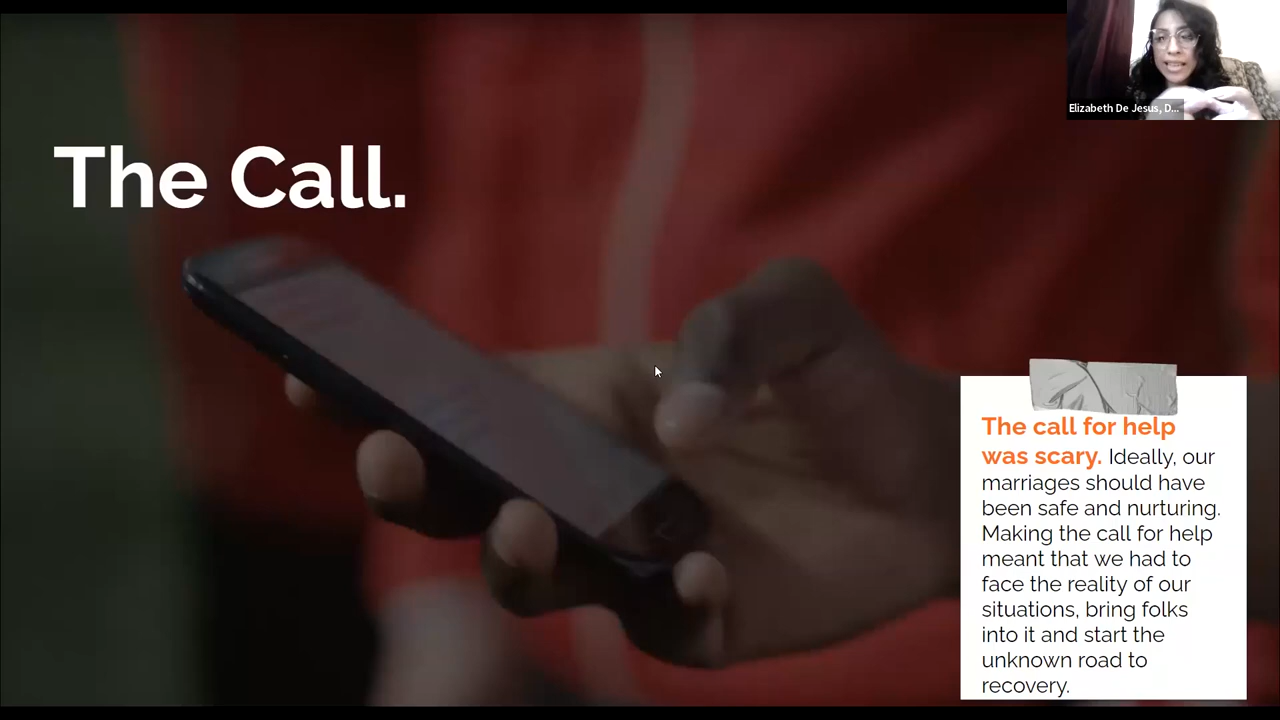 Elizabeth De Jesus, D...
The Call.
The call for help
was scary. Ideally, our
marriages should have
been safe and nurturing.
Making the call for help
meant that we had to
face the reality of our
situations, bring folks
into it and start the
unknown road to
recovery.